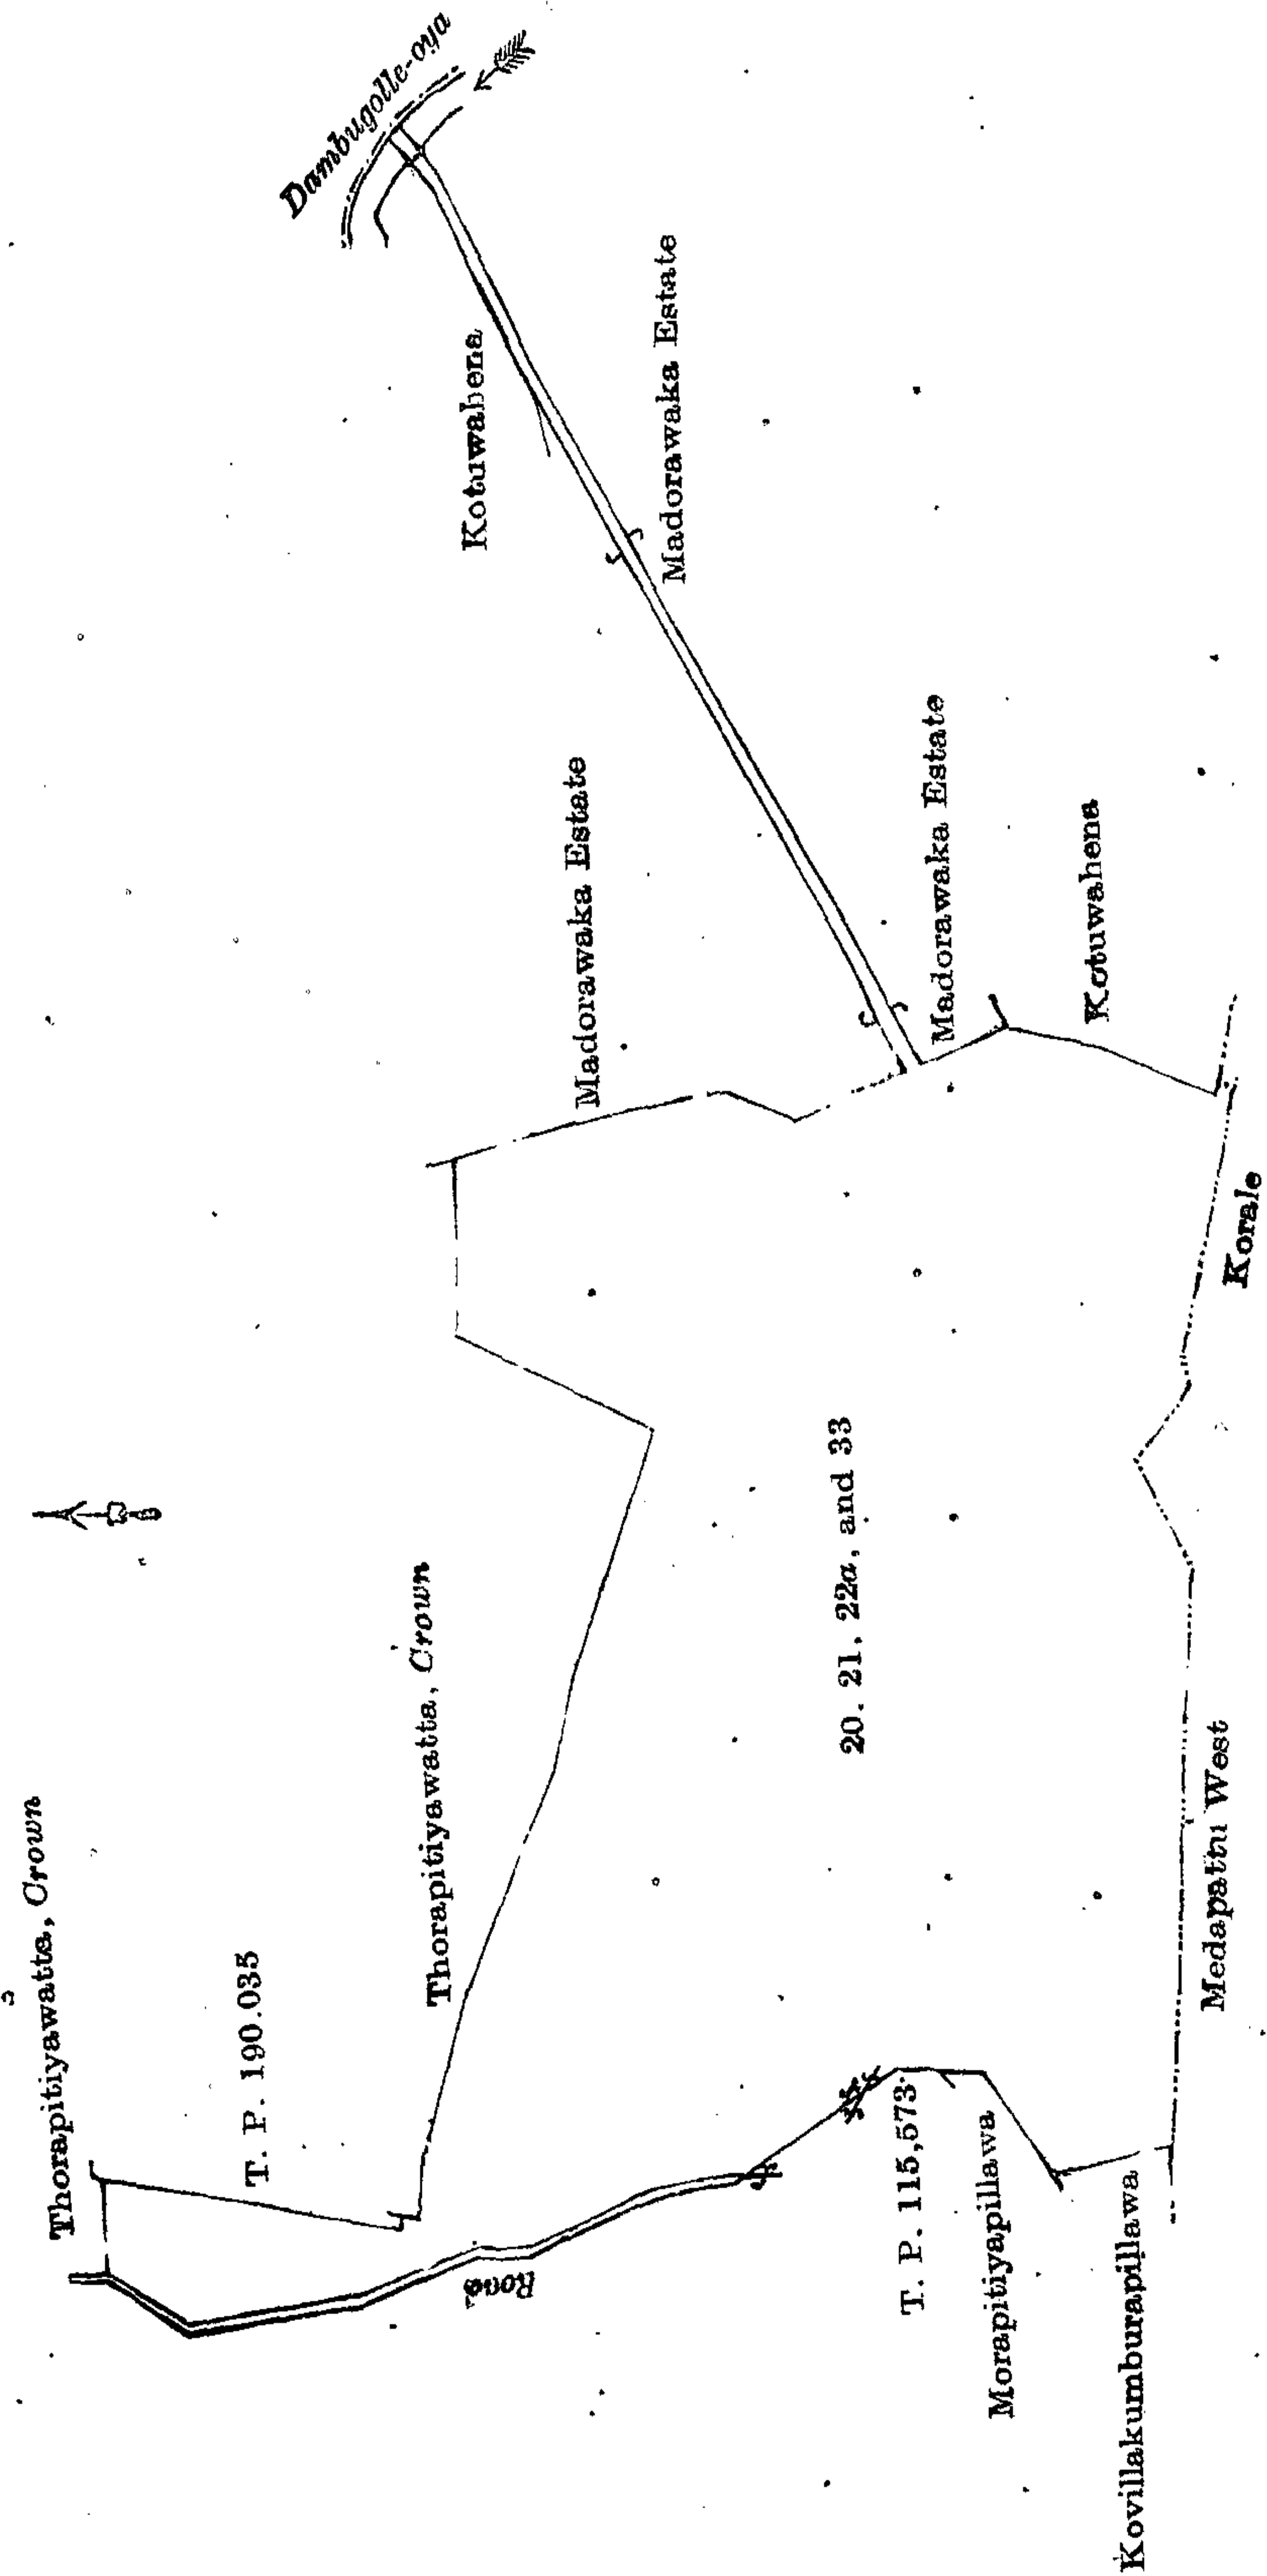 Thorapitiyawatta, Crown
T. P. 190.035
Thorapitiyawatta, Crown
Road
20. 21. 22a, and 33
T. P. 115,573
Morapitiyapillawa
Kovillakumburapillawa
Medapattu West
Korale
Madorawaka Estate
Madorawaka Estate
Kotuwahena
Kotuwahena
Madorawaka Estate
Dambugolle-oya